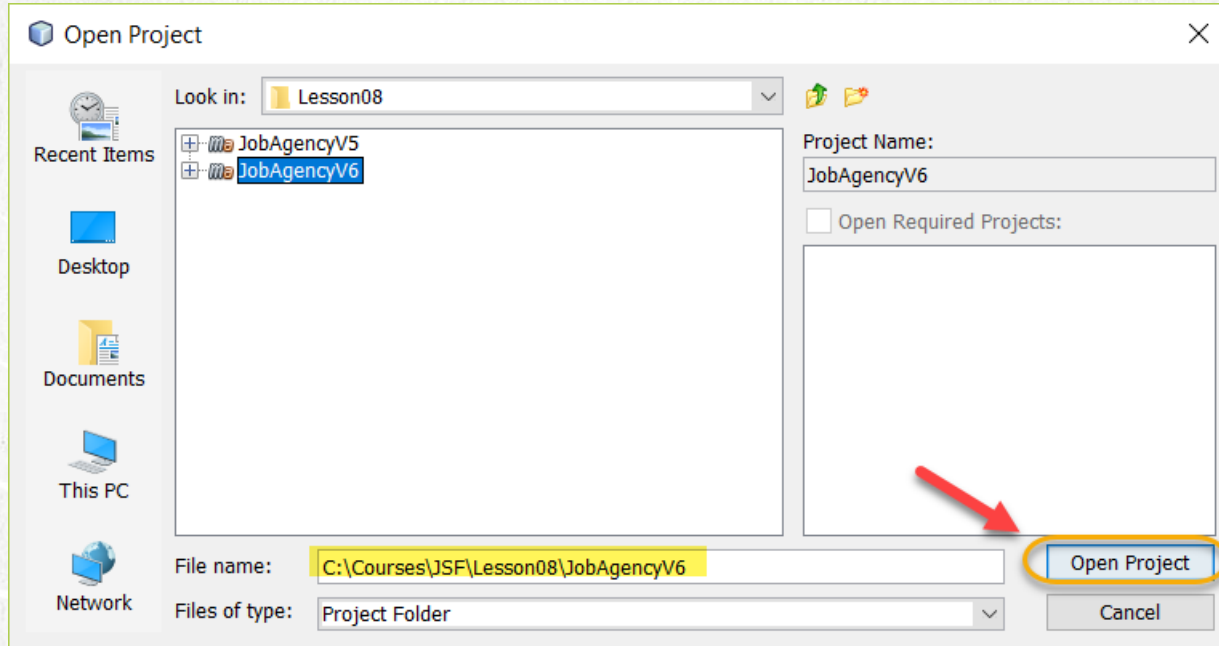 Open Project
Look in: Lesson08
Recent Items
Desktop
Documents
This PC
Network
JobAgencyV5
JobAgencyV6
Project Name:
JobAgencyV6
Open Required Projects:
File name: C:\Courses\JSF\Lesson08\JobAgencyV6
Files of type: Project Folder
Open Project
Cancel